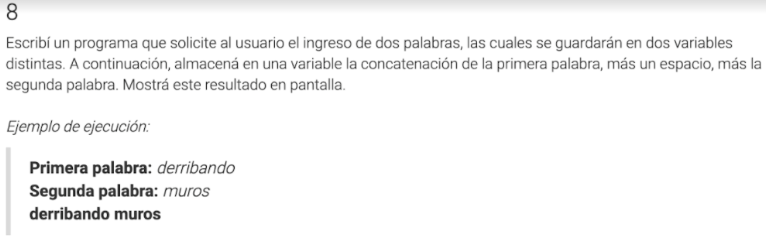 8
Escribí un programa que solicite al usuario el ingreso de dos palabras, las cuales se guardarán en dos variables
distintas. A continuación, almacená en una variable la concatenación de la primera palabra, más un espacio, más la
segunda palabra. Mostrá este resultado en pantalla.
Ejemplo de ejecución:
Primera palabra: derribando
Segunda palabra: muros
derribando muros